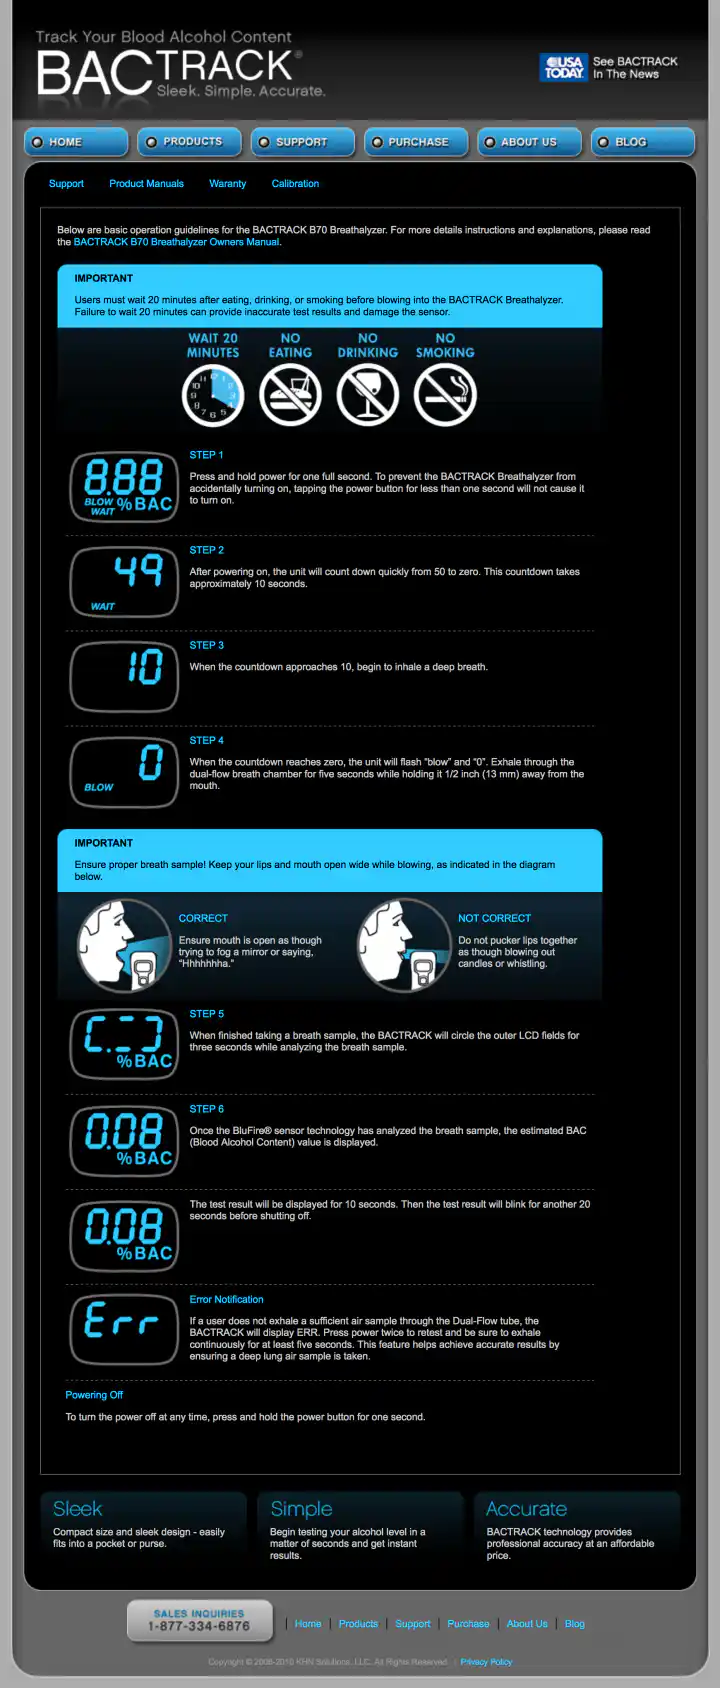 Track Your Blood Alcohol Content
BACTRACK®
Sleek. Simple. Accurate.
USA TODAY.
See BACTRACK
In The News
HOME
PRODUCTS
SUPPORT
PURCHASE
ABOUT US
BLOG
Support
Product Manuals
Waranty
Calibration
Below are basic operation guidelines for the BACTRACK B70 Breathalyzer. For more details instructions and explanations, please read
the BACTRACK B70 Breathalyzer Owners Manual.
IMPORTANT
Users must wait 20 minutes after eating, drinking, or smoking before blowing into the BACTRACK Breathalyzer.
Failure to wait 20 minutes can provide inaccurate test results and damage the sensor.
WAIT 20
MINUTES
NO
EATING
NO
DRINKING
NO
SMOKING
8.88
BLOW
WAIT
%BAC
STEP 1
Press and hold power for one full second. To prevent the BACTRACK Breathalyzer from
accidentally turning on, tapping the power button for less than one second will not cause it
to turn on.
49
WAIT
STEP 2
After powering on, the unit will count down quickly from 50 to zero. This countdown takes
approximately 10 seconds.
10
STEP 3
When the countdown approaches 10, begin to inhale a deep breath.
0
BLOW
STEP 4
When the countdown reaches zero, the unit will flash "blow" and "0". Exhale through the
dual-flow breath chamber for five seconds while holding it 1/2 inch (13 mm) away from the
mouth.
IMPORTANT
Ensure proper breath sample! Keep your lips and mouth open wide while blowing, as indicated in the diagram
below.
CORRECT
Ensure mouth is open as though
trying to fog a mirror or saying,
"Hhhhhhha."
NOT CORRECT
Do not pucker lips together
as though blowing out
candles or whistling.
%BAC
STEP 5
When finished taking a breath sample, the BACTRACK will circle the outer LCD fields for
three seconds while analyzing the breath sample.
0.08
%BAC
STEP 6
Once the BluFire® sensor technology has analyzed the breath sample, the estimated BAC
(Blood Alcohol Content) value is displayed.
0.08
%BAC
The test result will be displayed for 10 seconds. Then the test result will blink for another 20
seconds before shutting off.
Err
Error Notification
If a user does not exhale a sufficient air sample through the Dual-Flow tube, the
BACTRACK will display ERR. Press power twice to retest and be sure to exhale
continuously for at least five seconds. This feature helps achieve accurate results by
ensuring a deep lung air sample is taken.
Powering Off
To turn the power off at any time, press and hold the power button for one second.
Sleek
Compact size and sleek design - easily
fits into a pocket or purse.
Simple
Begin testing your alcohol level in a
matter of seconds and get instant
results.
Accurate
BACTRACK technology provides
professional accuracy at an affordable
price.
SALES INQUIRIES
1-877-334-6876
| Home | Products | Support | Purchase | About Us | Blog
Copyright © 2008-2010 KHN Solutions, LLC. All Rights Reserved. | Privacy Policy